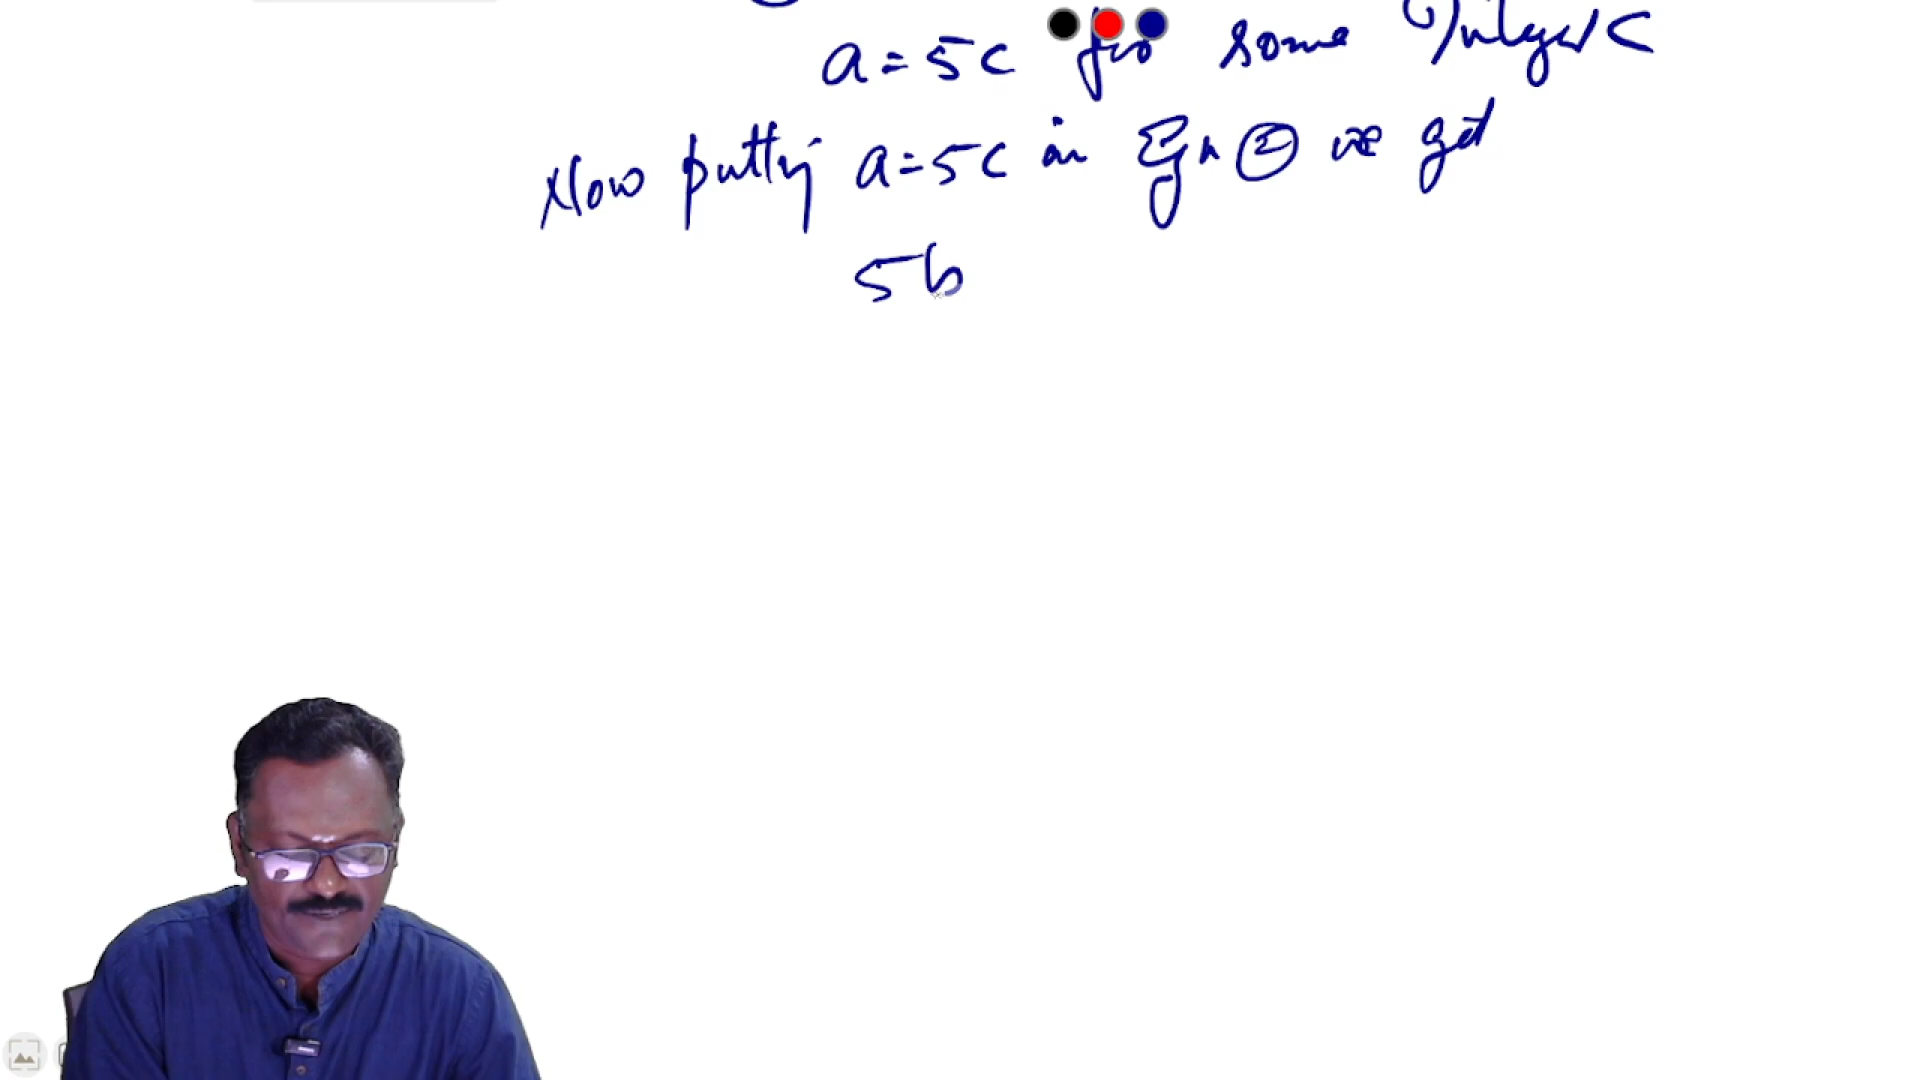 a = 5c for some Integer c
Now putting a = 5c in Eqn ② we get
5b